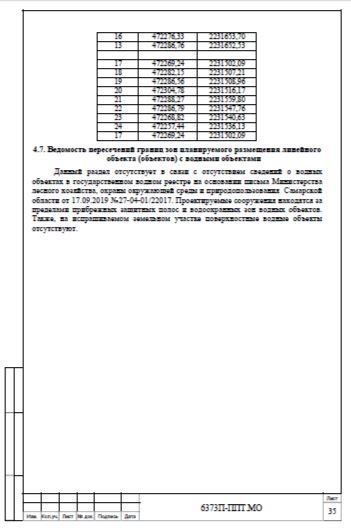 16 472276,33 2231653,70
13 472286,76 2231652,53
17 472269,24 2231502,09
18 472282,15 2231507,21
19 472286,56 2231508,96
20 472304,78 2231516,17
21 472288,27 2231559,80
22 472286,79 2231547,76
23 472268,82 2231540,63
24 472257,44 2231536,13
17 472269,24 2231502,09
4.7. Ведомость пересечений границ зон планируемого размещения линейного
объекта (объектов) с водными объектами
Данный раздел отсутствует в связи с отсутствием сведений о водных
объектах в государственном водном реестре на основании письма Министерства
лесного хозяйства, охраны окружающей среды и природопользования Самарской
области от 17.09.2019 №27-04-01/22017. Проектируемые сооружения находятся за
пределами прибрежных защитных полос и водоохранных зон водных объектов.
Также, на испрашиваемом земельном участке поверхностные водные объекты
отсутствуют.
6373П-ППТ.МО
Лист
35
Изм. Кол.уч. Лист № док. Подпись Дата